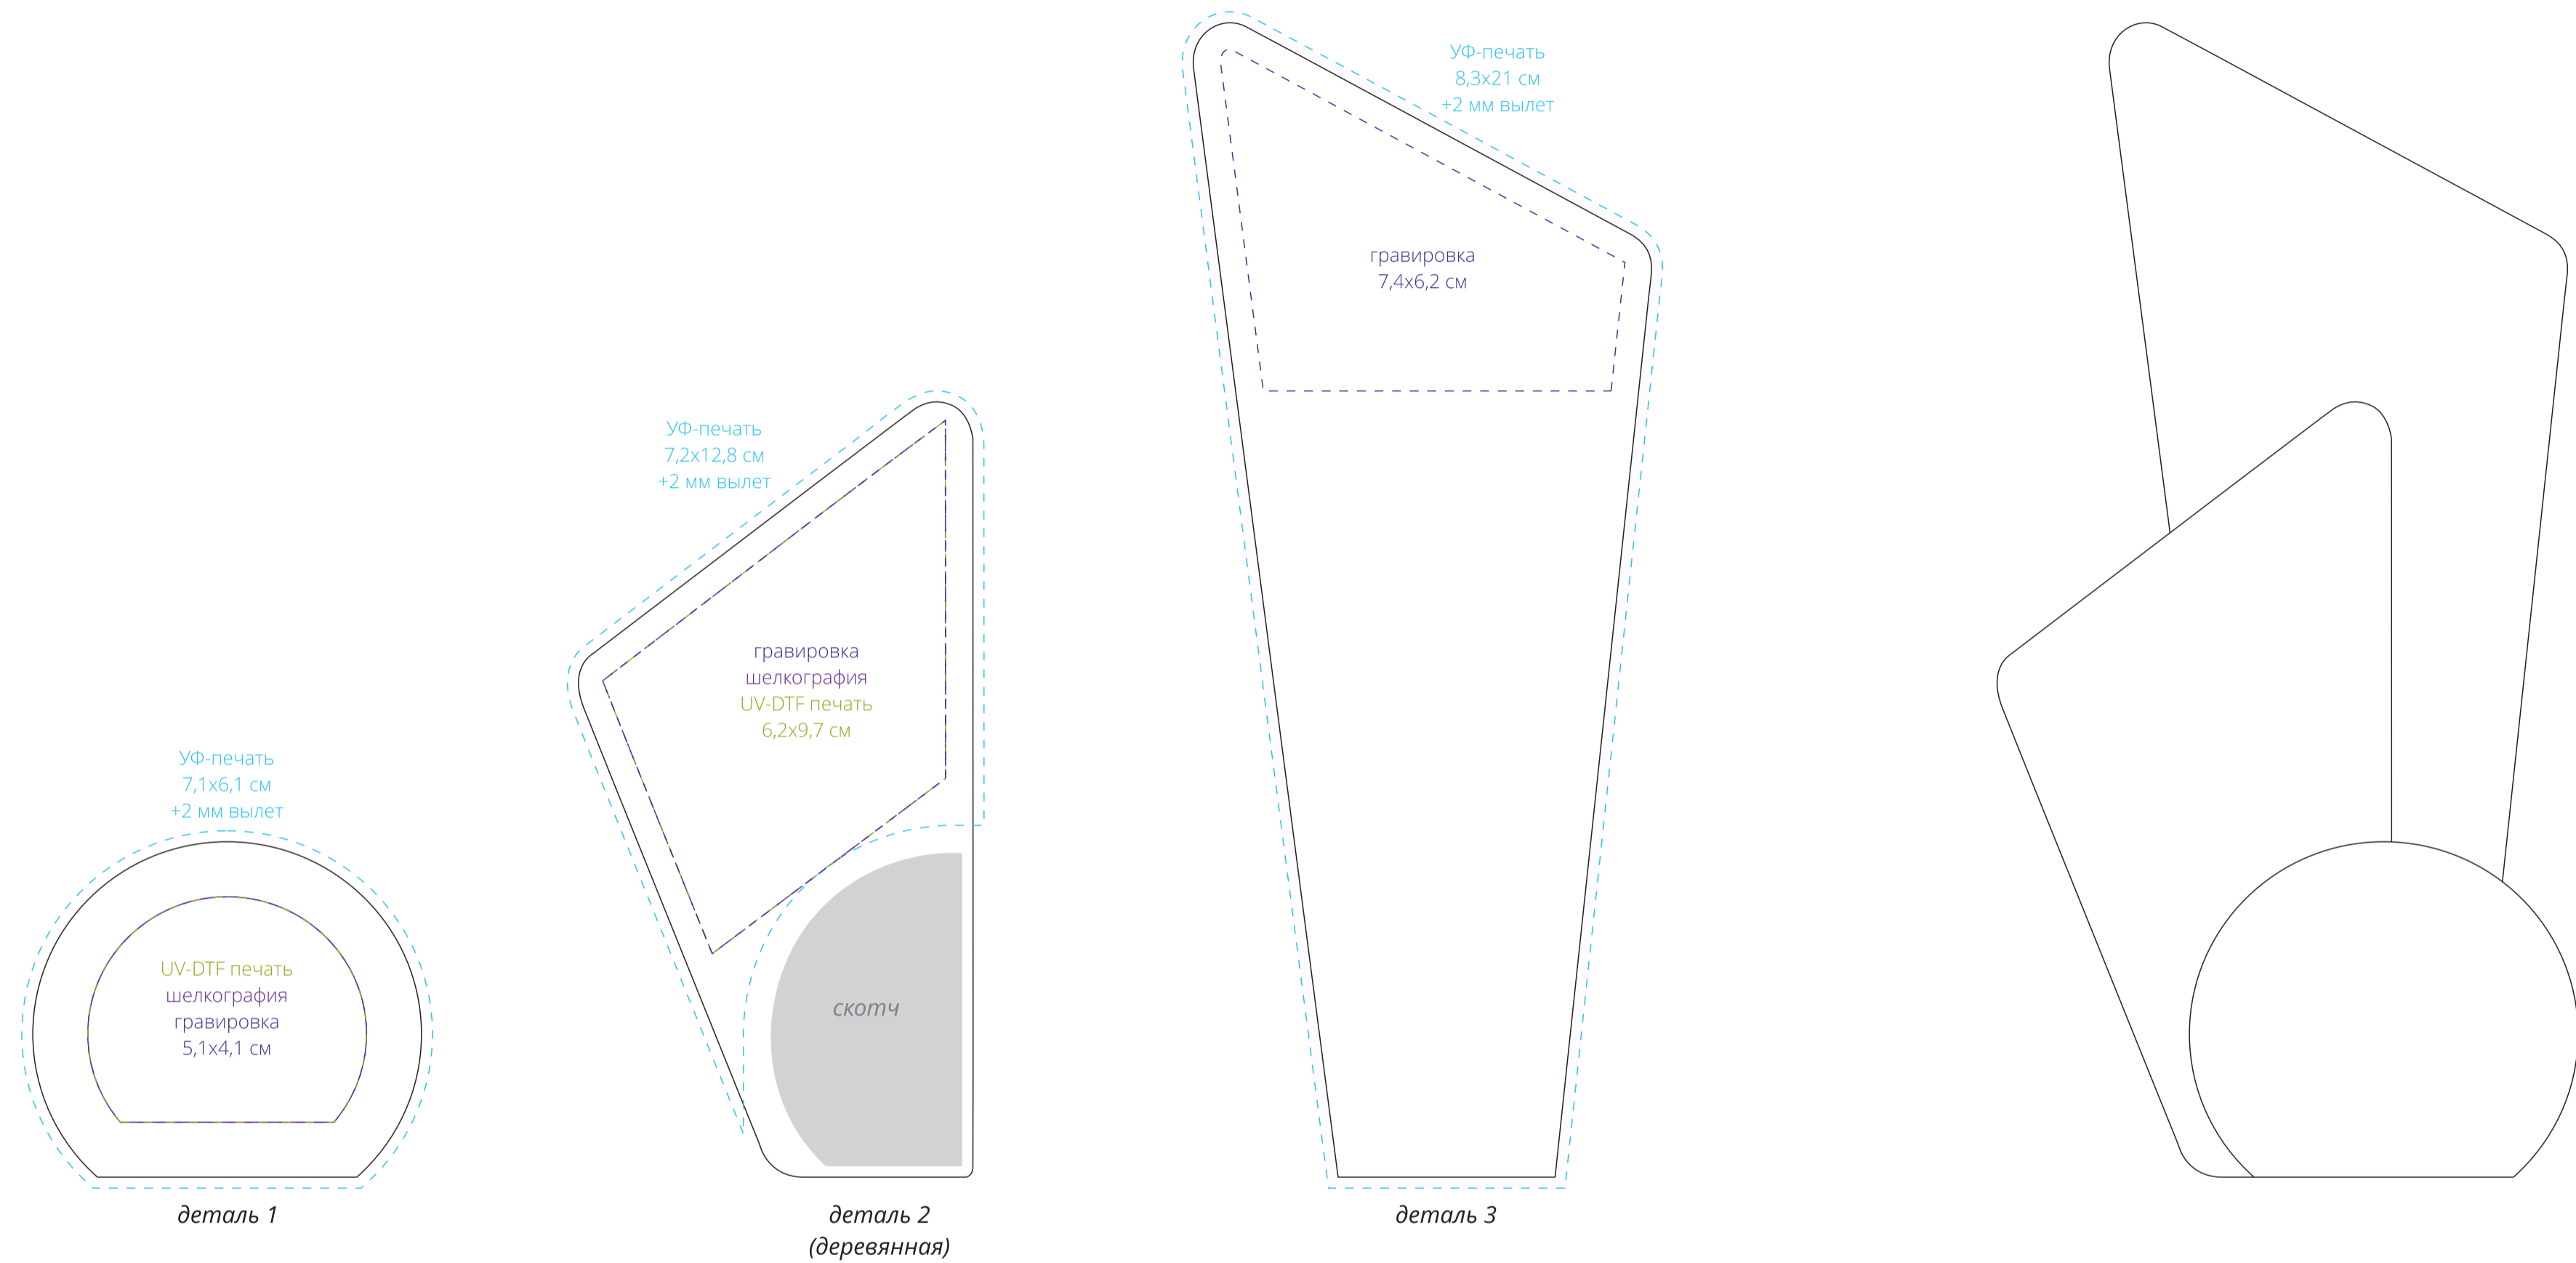 УФ-печать
7,1х6,1 см
+2 мм вылет
UV-DTF печать
шелкография
гравировка
5,1х4,1 см
деталь 1
УФ-печать
7,2х12,8 см
+2 мм вылет
гравировка
шелкография
UV-DTF печать
6,2х9,7 см
скотч
деталь 2
(деревянная)
УФ-печать
8,3х21 см
+2 мм вылет
гравировка
7,4х6,2 см
деталь 3